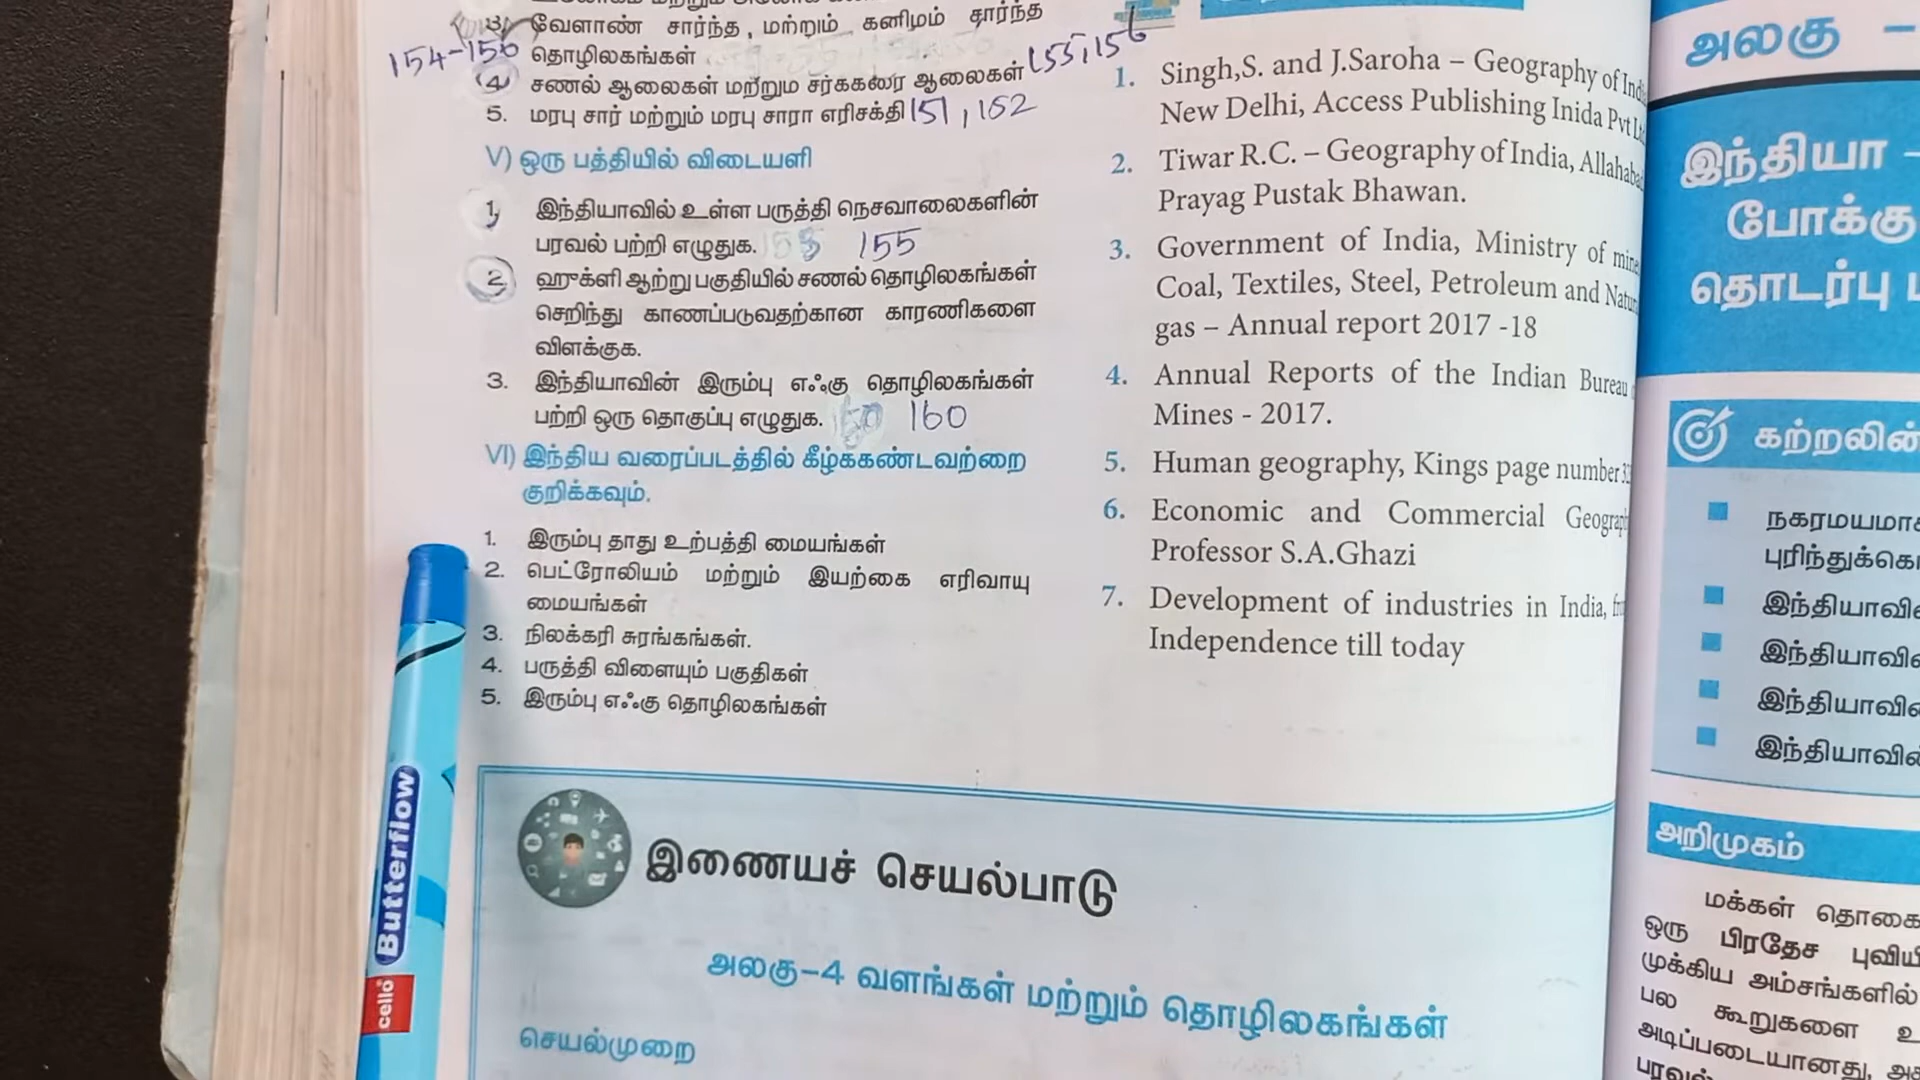 வேளாண் சார்ந்த, மற்றும் கனிமம் சார்ந்த
154-156 தொழிலகங்கள்
4 சணல் ஆலைகள் மற்றும் சர்க்கரை ஆலைகள் 155, 156
5. மரபு சார் மற்றும் மரபு சாரா எரிசக்தி 151, 152
V) ஒரு பத்தியில் விடையளி
1, இந்தியாவில் உள்ள பருத்தி நெசவாலைகளின்
பரவல் பற்றி எழுதுக. 155
2. ஹுக்ளி ஆற்று பகுதியில் சணல் தொழிலகங்கள்
செறிந்து காணப்படுவதற்கான காரணிகளை
விளக்குக.
3. இந்தியாவின் இரும்பு எஃகு தொழிலகங்கள்
பற்றி ஒரு தொகுப்பு எழுதுக. 160
VI) இந்திய வரைப்படத்தில் கீழ்க்கண்டவற்றை
குறிக்கவும்.
1. இரும்பு தாது உற்பத்தி மையங்கள்
2. பெட்ரோலியம் மற்றும் இயற்கை எரிவாயு
மையங்கள்
3. நிலக்கரி சுரங்கங்கள்.
4. பருத்தி விளையும் பகுதிகள்
5. இரும்பு எஃகு தொழிலகங்கள்
1. Singh,S. and J.Saroha – Geography of
New Delhi, Access Publishing Inida Pvt
2. Tiwar R.C. – Geography of India,
Prayag Pustak Bhawan.
3. Government of India, Ministry of
Coal, Textiles, Steel, Petroleum and
gas – Annual report 2017 -18
4. Annual Reports of the Indian Bureau
Mines - 2017.
5. Human geography, Kings page number
6. Economic and Commercial
Professor S.A.Ghazi
7. Development of industries in India,
Independence till today
இணையச் செயல்பாடு
அலகு–4 வளங்கள் மற்றும் தொழிலகங்கள்
செயல்முறை
cello Butterflow
அலகு –
இந்தியா –
போக்கு
தொடர்பு
கற்றலின்
அறிமுகம்
மக்கள் தொகை
ஒரு பிரதேச
முக்கிய அம்சங்களில்
பல கூறுகளை
அடிப்படையானது,